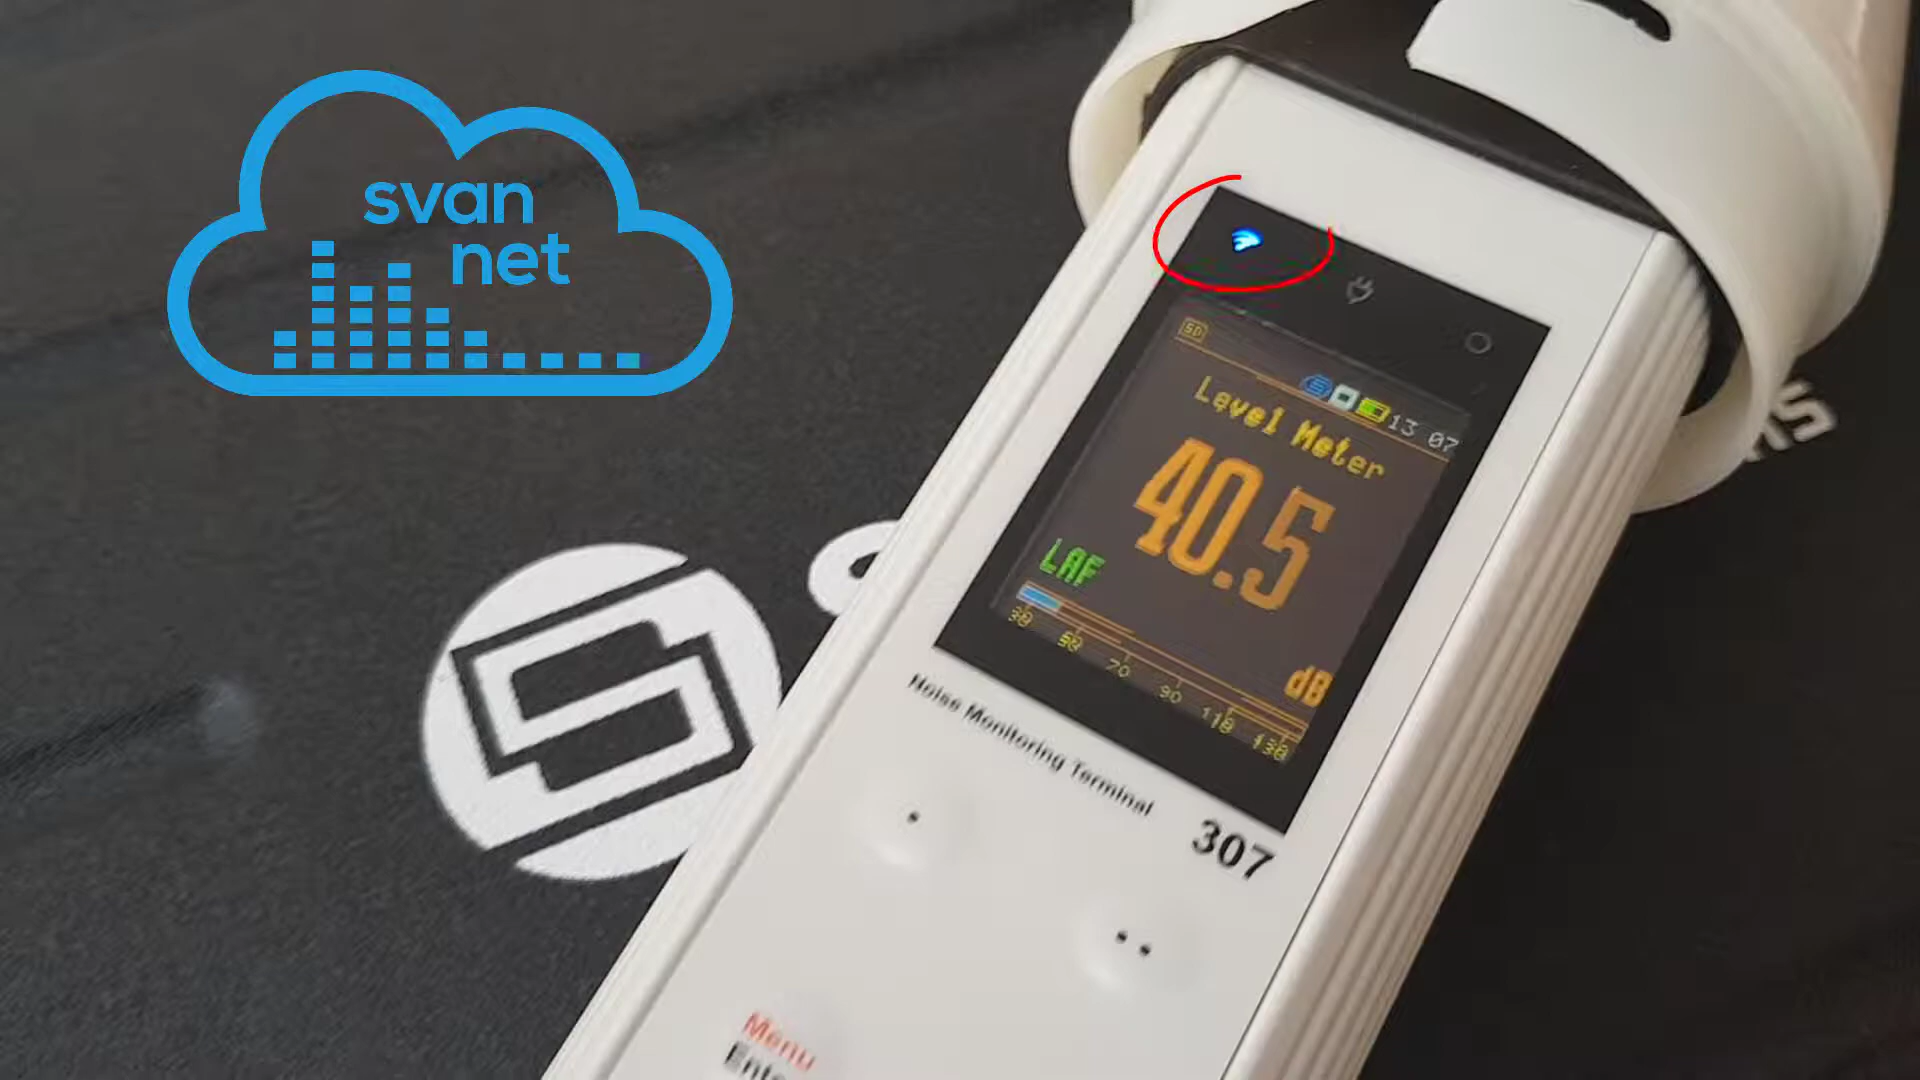 svan
net
SD
13 07
Level Meter
40.5
LAF
dB
30 50 70 90 110 130
Noise Monitoring Terminal
307
Menu